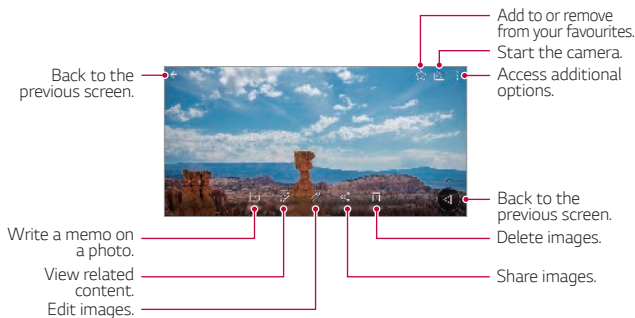 Add to or remove
from your favourites.
Start the camera.
Back to the
previous screen.
Access additional
options.
Back to the
previous screen.
Delete images.
Write a memo on
a photo.
View related
content.
Share images.
Edit images.